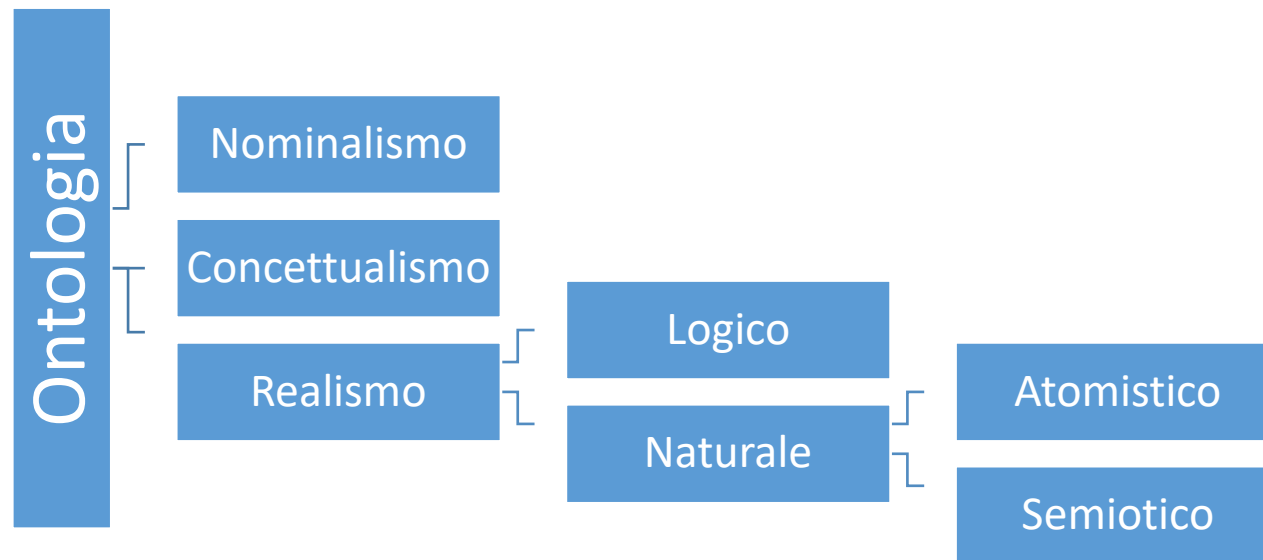 Ontologia
Nominalismo
Concettualismo
Realismo
Logico
Naturale
Atomistico
Semiotico